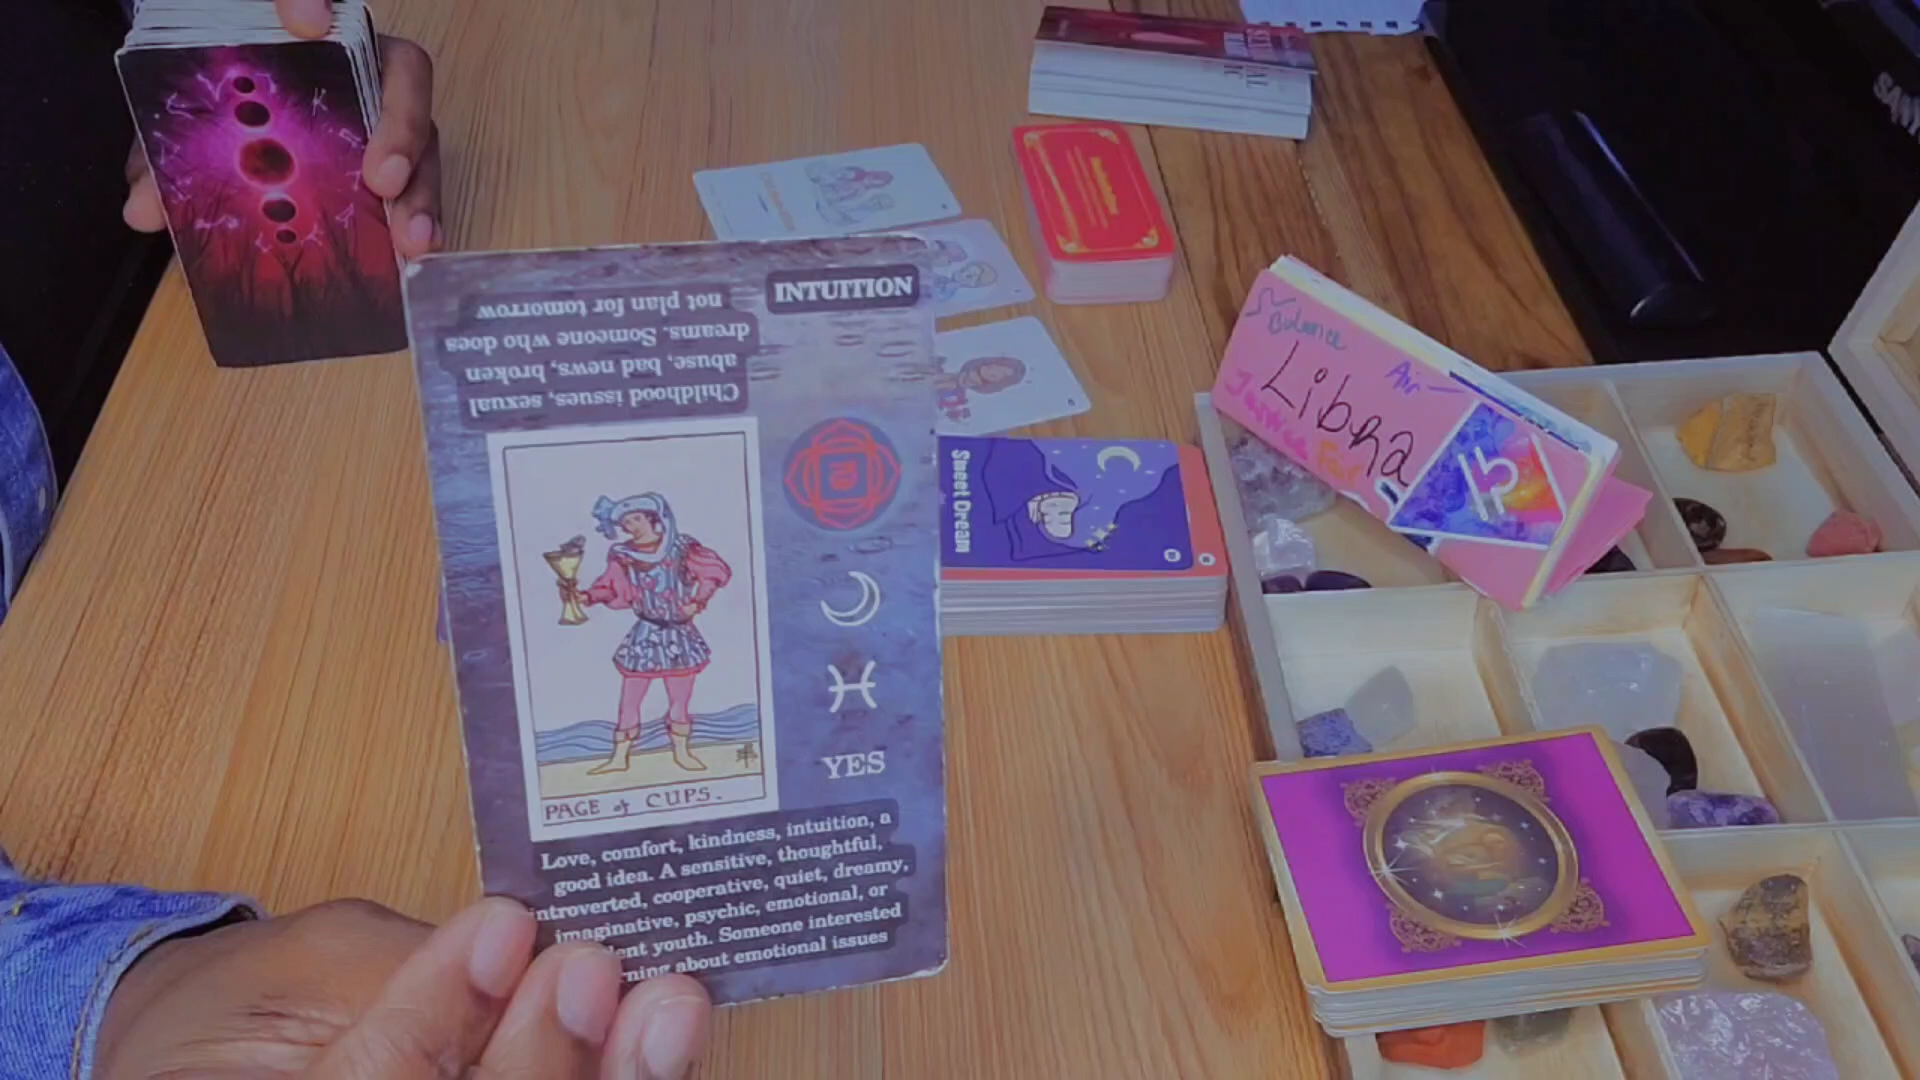 INTUITION
Childhood issues, sexual
abuse, bad news, broken
dreams. Someone who does
not plan for tomorrow
YES
PAGE of CUPS.
Love, comfort, kindness, intuition, a
good idea. A sensitive, thoughtful,
introverted, cooperative, quiet, dreamy,
imaginative, psychic, emotional, or
youth. Someone interested
about emotional issues
Sweet Dream
Balance
Air
Libra
Justice